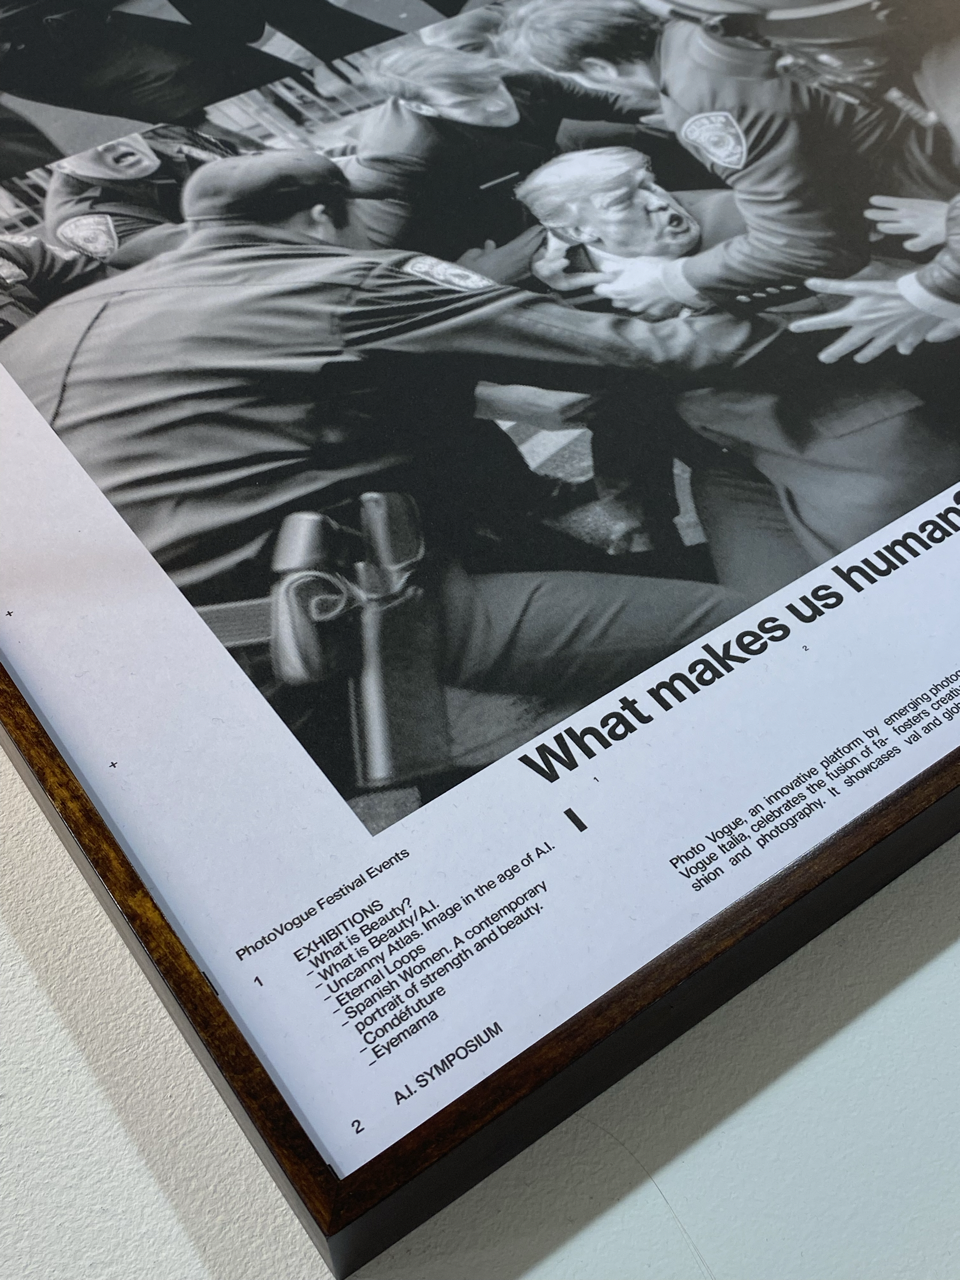 What makes us human?
1
2
I
Photo Vogue, an innovative platform by
Vogue Italia, celebrates the fusion of fa-
shion and photography. It showcases
emerging photog
fosters creativ
val and glob
PhotoVogue Festival Events
1
EXHIBITIONS
– What is Beauty?
– What is Beauty/A.I.
– Uncanny Atlas. Image in the age of A.I.
– Eternal Loops
– Spanish Women. A contemporary
portrait of strength and beauty.
– Condéfuture
– Eyemama
2
A.I. SYMPOSIUM